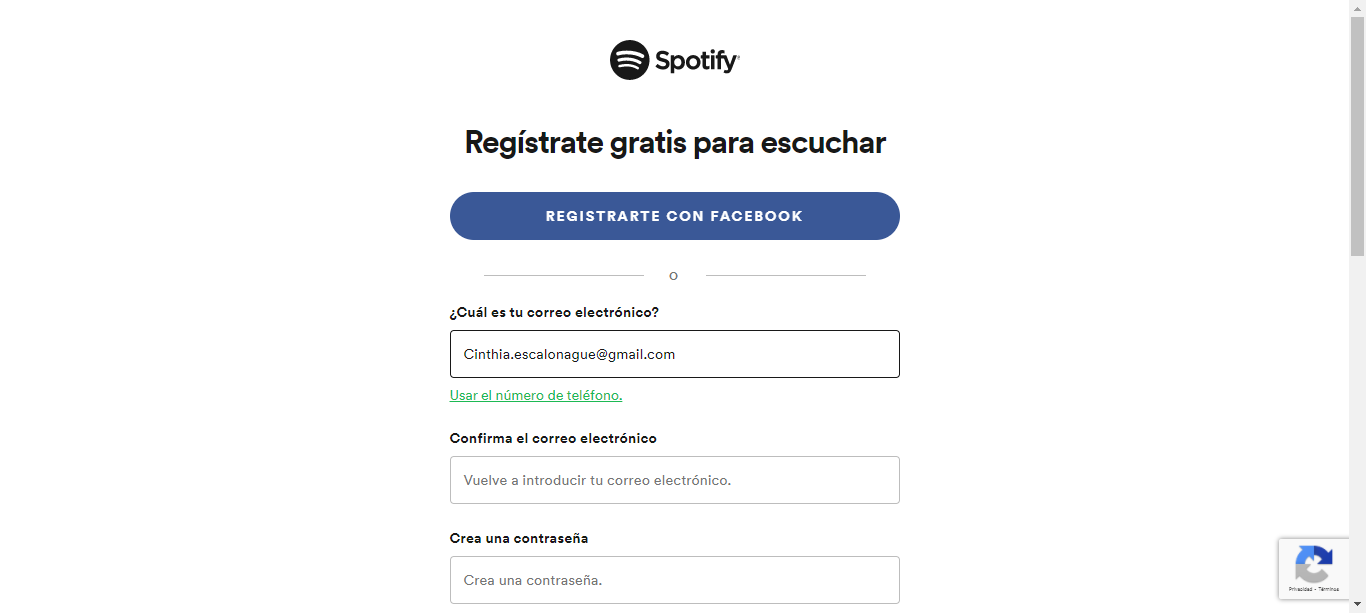 Spotify
Regístrate gratis para escuchar
REGISTRARTE CON FACEBOOK
o
¿Cuál es tu correo electrónico?
Cinthia.escalonague@gmail.com
Usar el número de teléfono.
Confirma el correo electrónico
Vuelve a introducir tu correo electrónico.
Crea una contraseña
Crea una contraseña.
Privacidad - Términos